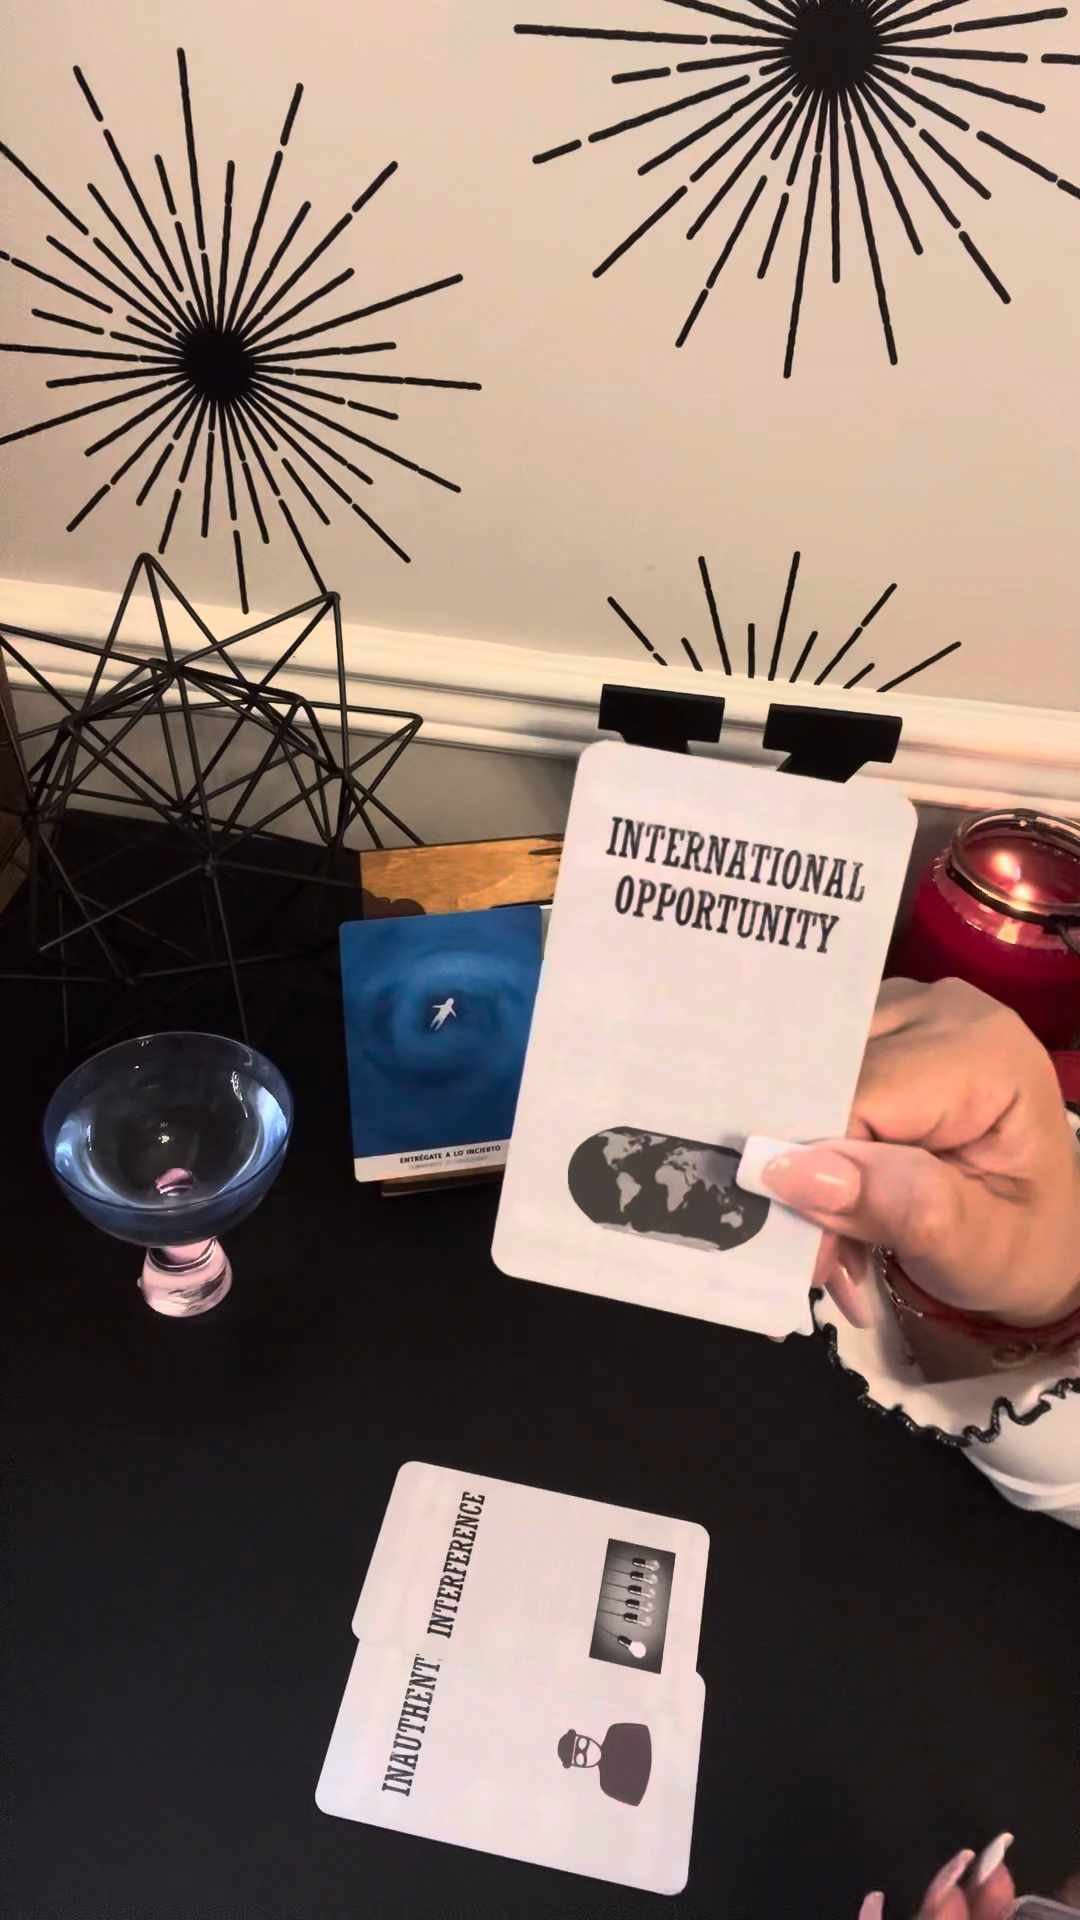 INTERNATIONAL
OPPORTUNITY
ENTRÉGATE A LO INCIERTO
INTERFERENCE
INAUTHENT